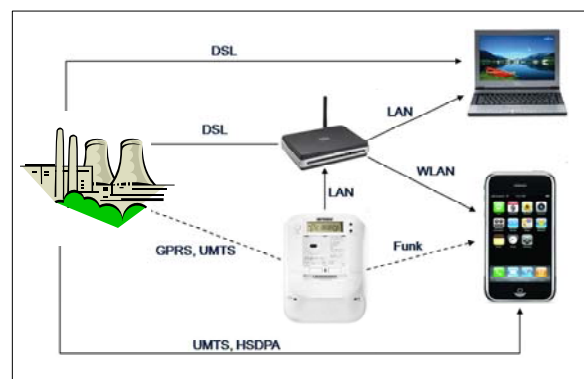 DSL
LAN
DSL
WLAN
LAN
GPRS, UMTS
Funk
UMTS, HSDPA